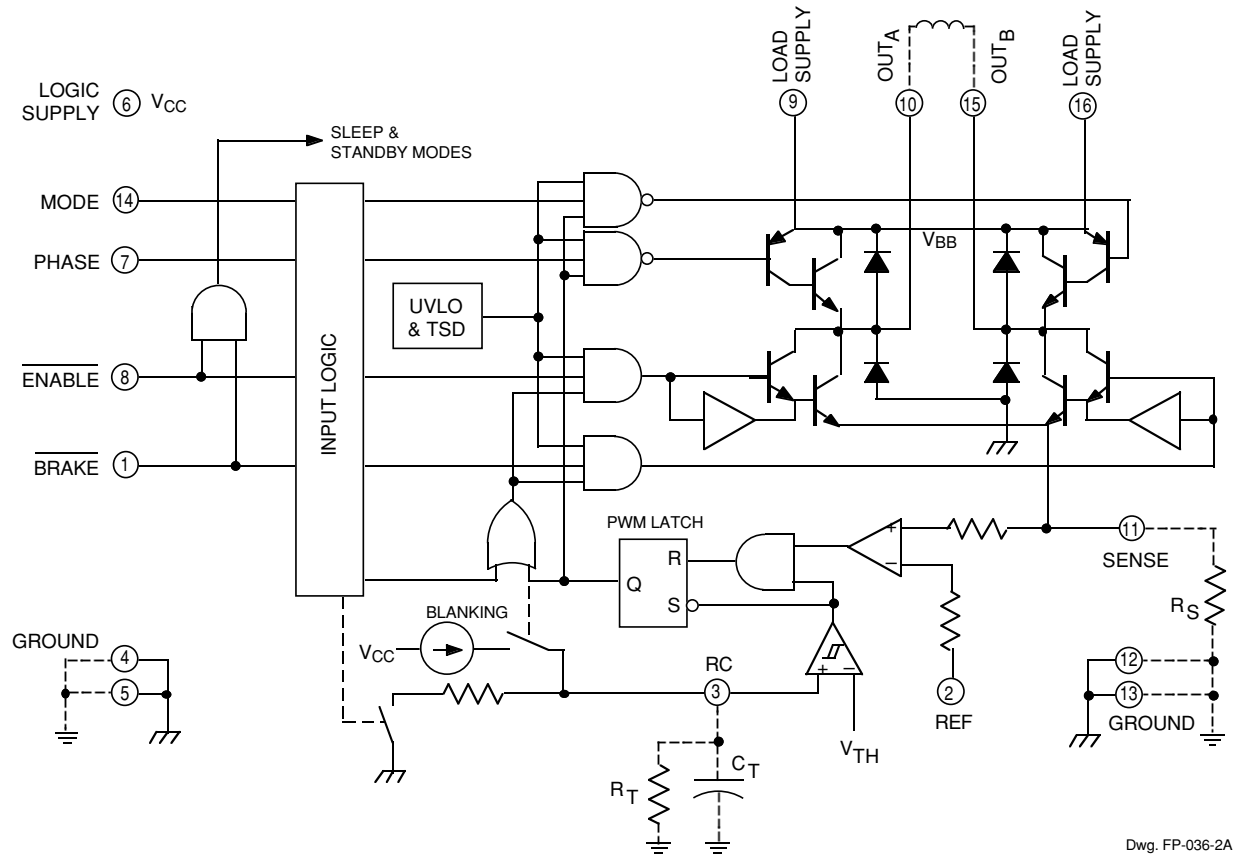 LOAD
SUPPLY
9
OUTA
10
OUTB
15
LOAD
SUPPLY
16
LOGIC
SUPPLY
6
VCC
SLEEP &
STANDBY MODES
MODE
14
PHASE
7
ENABLE
8
BRAKE
1
INPUT LOGIC
UVLO
& TSD
VBB
PWM LATCH
Q
R
S
+
–
11
SENSE
RS
BLANKING
VCC
GROUND
4
5
RC
3
+
–
VTH
2
REF
12
13
GROUND
RT
CT
Dwg. FP-036-2A